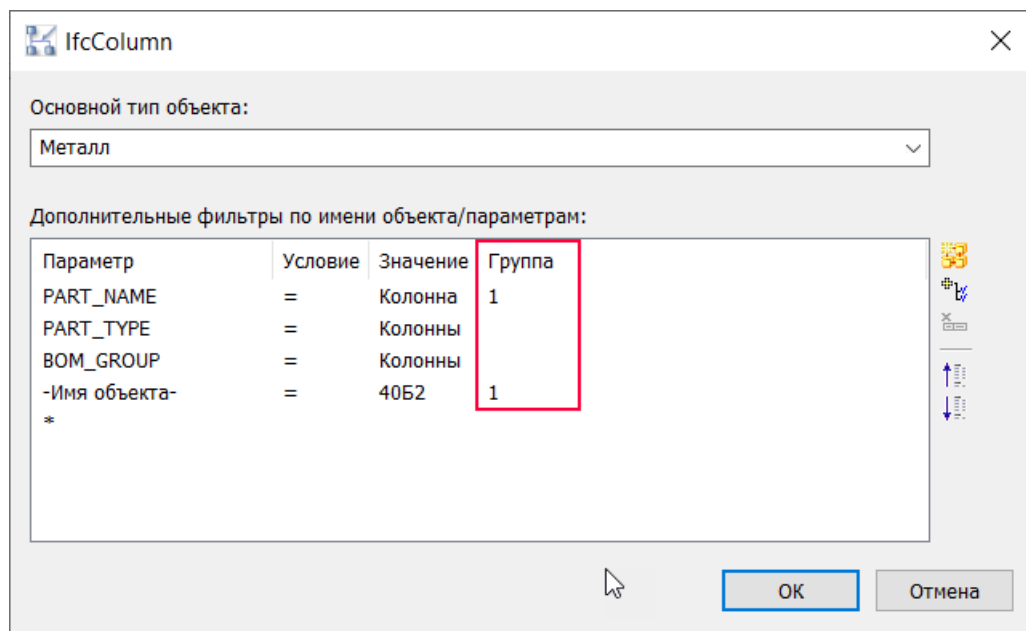 IfcColumn
Основной тип объекта:
Металл
Дополнительные фильтры по имени объекта/параметрам:
Параметр Условие Значение Группа
PART_NAME = Колонна 1
PART_TYPE = Колонны
BOM_GROUP = Колонны
-Имя объекта- = 40Б2 1
*
ОК Отмена